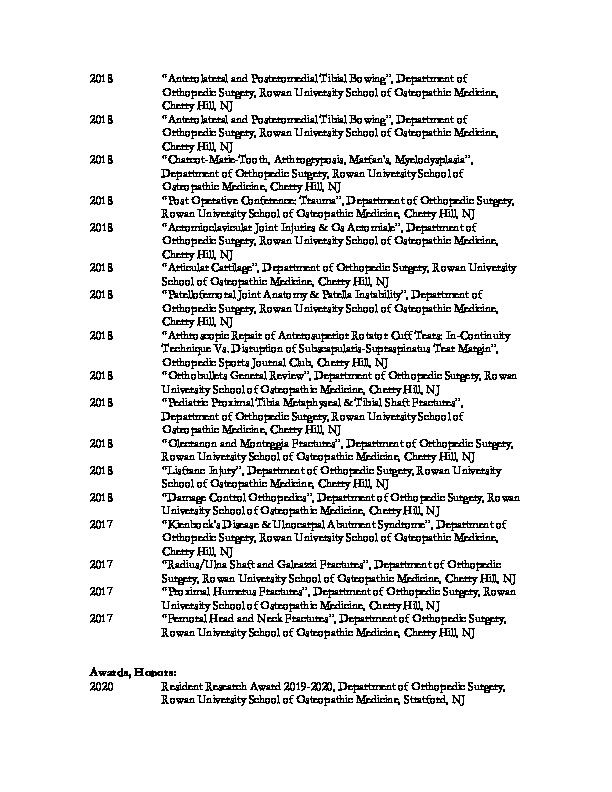 2018 “Anterolateral and Posteromedial Tibial Bowing”, Department of
Orthopedic Surgery, Rowan University School of Osteopathic Medicine,
Cherry Hill, NJ
2018 “Anterolateral and Posteromedial Tibial Bowing”, Department of
Orthopedic Surgery, Rowan University School of Osteopathic Medicine,
Cherry Hill, NJ
2018 “Charcot-Marie-Tooth, Arthrogryposis, Marfan's, Myelodysplasia”,
Department of Orthopedic Surgery, Rowan University School of
Osteopathic Medicine, Cherry Hill, NJ
2018 “Post Operative Conference: Trauma”, Department of Orthopedic Surgery,
Rowan University School of Osteopathic Medicine, Cherry Hill, NJ
2018 “Acromioclavicular Joint Injuries & Os Acromiale”, Department of
Orthopedic Surgery, Rowan University School of Osteopathic Medicine,
Cherry Hill, NJ
2018 “Articular Cartilage”, Department of Orthopedic Surgery, Rowan University
School of Osteopathic Medicine, Cherry Hill, NJ
2018 “Patellofemoral Joint Anatomy & Patella Instability”, Department of
Orthopedic Surgery, Rowan University School of Osteopathic Medicine,
Cherry Hill, NJ
2018 “Arthroscopic Repair of Anterosuperior Rotator Cuff Tears: In-Continuity
Technique Vs. Disruption of Subscapularis-Supraspinatus Tear Margin”,
Orthopedic Sports Journal Club, Cherry Hill, NJ
2018 “Orthobullets General Review”, Department of Orthopedic Surgery, Rowan
University School of Osteopathic Medicine, Cherry Hill, NJ
2018 “Pediatric Proximal Tibia Metaphyseal & Tibial Shaft Fractures”,
Department of Orthopedic Surgery, Rowan University School of
Osteopathic Medicine, Cherry Hill, NJ
2018 “Olecranon and Monteggia Fractures”, Department of Orthopedic Surgery,
Rowan University School of Osteopathic Medicine, Cherry Hill, NJ
2018 “Lisfranc Injury”, Department of Orthopedic Surgery, Rowan University
School of Osteopathic Medicine, Cherry Hill, NJ
2018 “Damage Control Orthopedics”, Department of Orthopedic Surgery, Rowan
University School of Osteopathic Medicine, Cherry Hill, NJ
2017 “Kienbock's Disease & Ulnocarpal Abutment Syndrome”, Department of
Orthopedic Surgery, Rowan University School of Osteopathic Medicine,
Cherry Hill, NJ
2017 “Radius/Ulna Shaft and Galeazzi Fractures”, Department of Orthopedic
Surgery, Rowan University School of Osteopathic Medicine, Cherry Hill, NJ
2017 “Proximal Humerus Fractures”, Department of Orthopedic Surgery, Rowan
University School of Osteopathic Medicine, Cherry Hill, NJ
2017 “Femoral Head and Neck Fractures”, Department of Orthopedic Surgery,
Rowan University School of Osteopathic Medicine, Cherry Hill, NJ
Awards, Honors:
2020 Resident Research Award 2019-2020, Department of Orthopedic Surgery,
Rowan University School of Osteopathic Medicine, Stratford, NJ